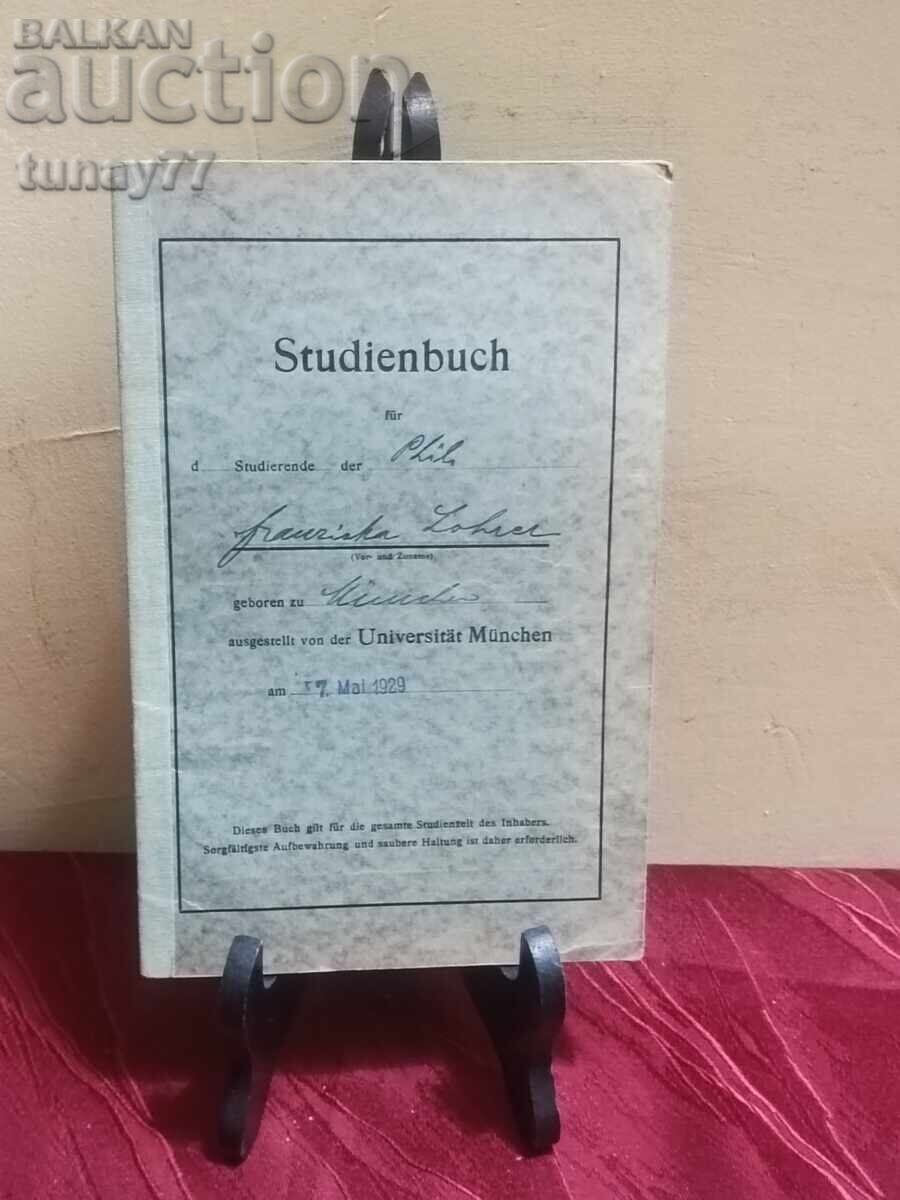 BALKAN
auction
tunay77
Studienbuch
für
d Studierende der Phil.
Franziska Lohrer
(Vor- und Zuname)
geboren zu München
ausgestellt von der Universität München
am 7. Mai 1929
Dieses Buch gilt für die gesamte Studienzeit des Inhabers.
Sorgfältigste Aufbewahrung und saubere Haltung ist daher erforderlich.